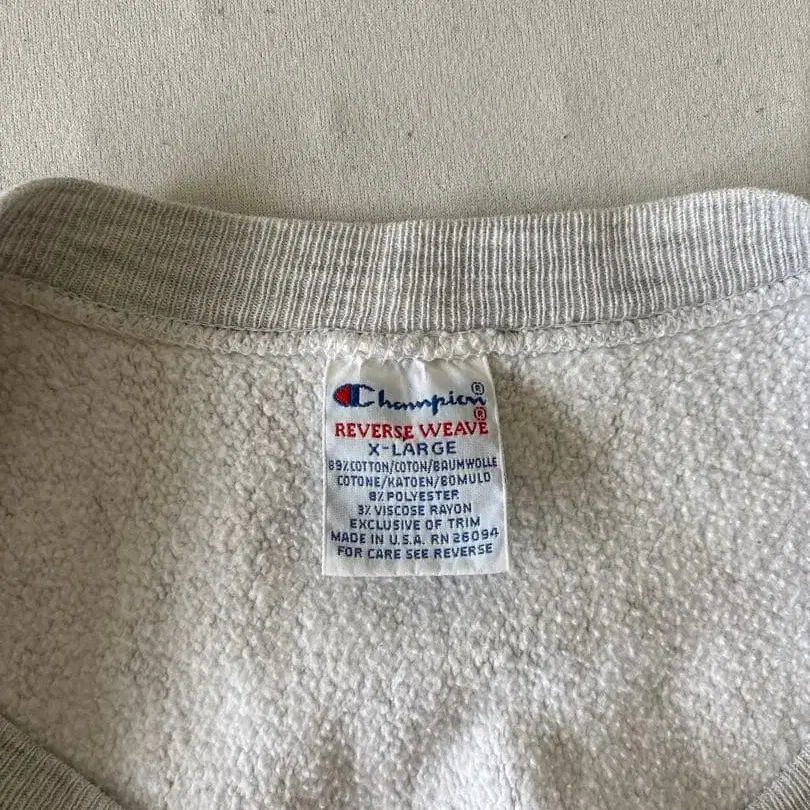 Champion®
REVERSE WEAVE®
X-LARGE
89% COTTON/COTON/BAUMWOLLE
COTONE/KATOEN/BOMULD
8% POLYESTER
3% VISCOSE RAYON
EXCLUSIVE OF TRIM
MADE IN U.S.A. RN 26094
FOR CARE SEE REVERSE